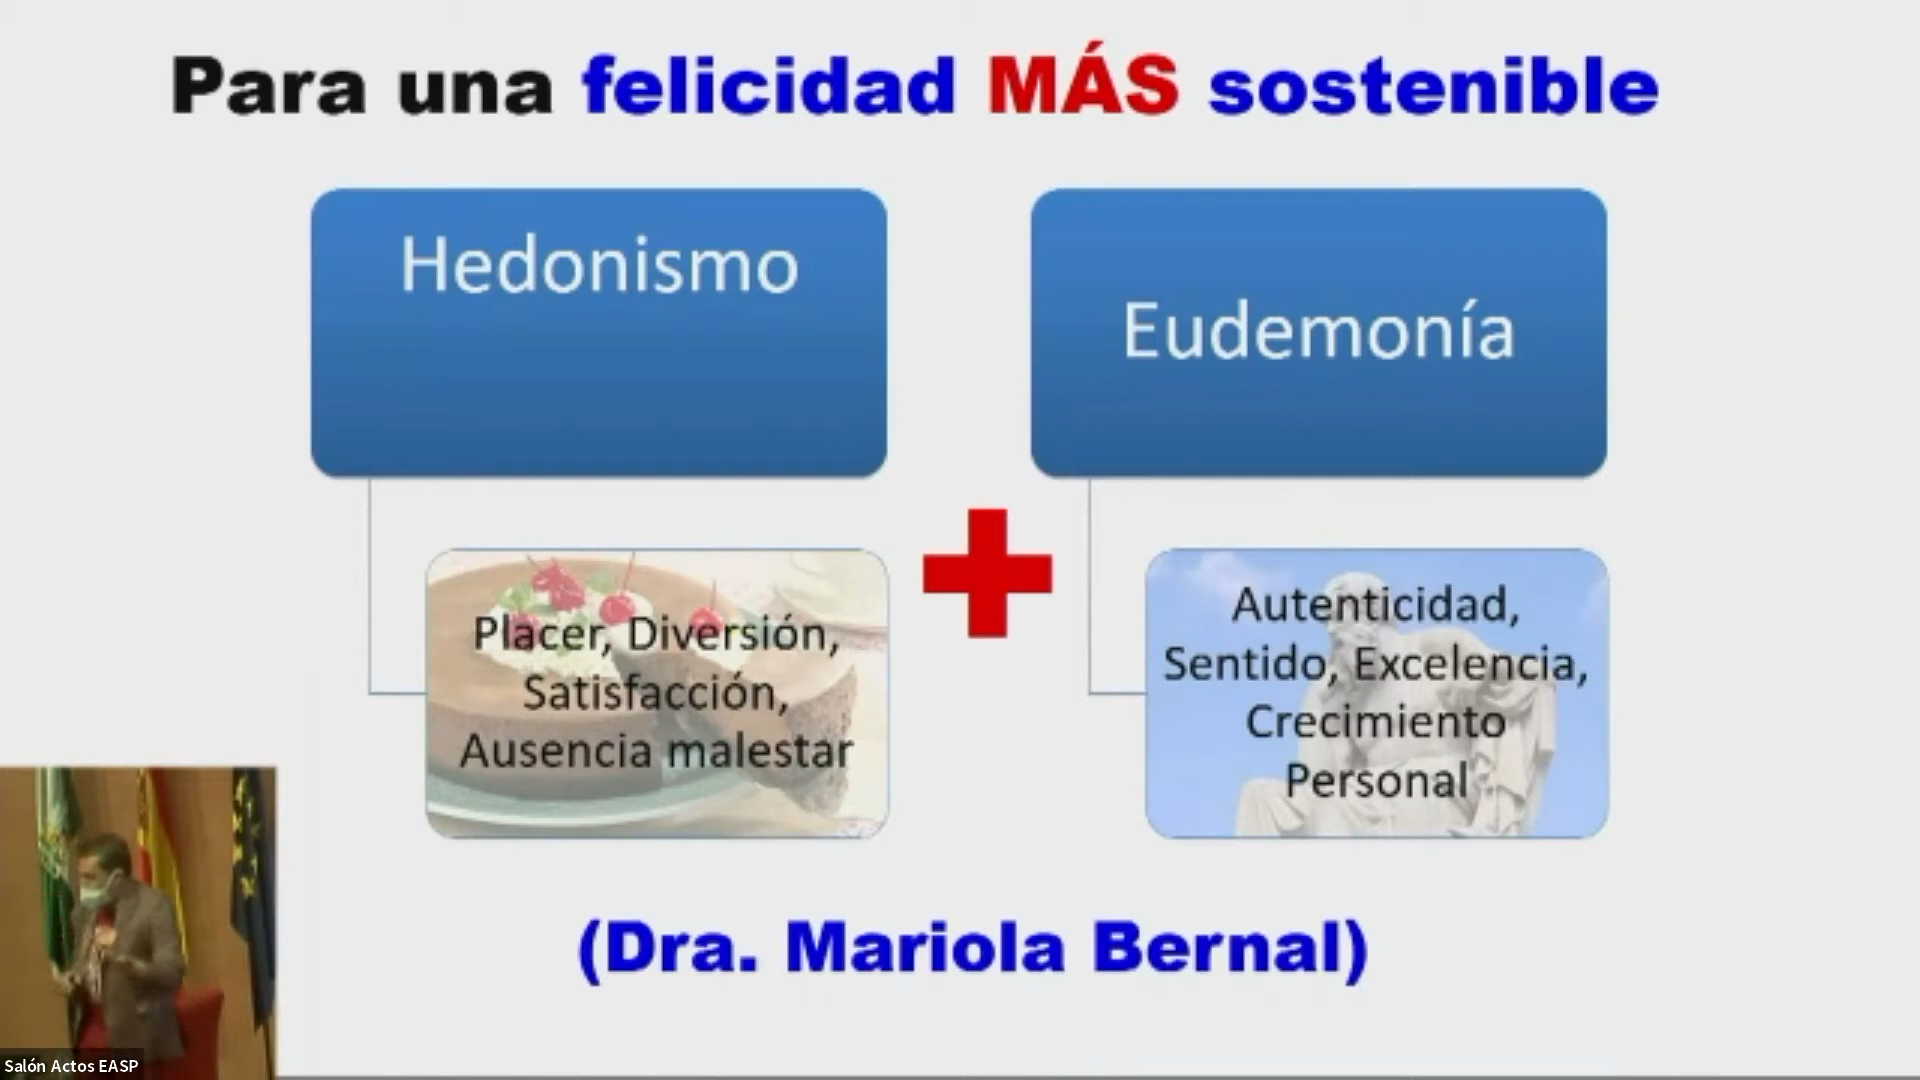 Para una felicidad MÁS sostenible
Hedonismo
Eudemonía
Placer, Diversión,
Satisfacción,
Ausencia malestar
Autenticidad,
Sentido, Excelencia,
Crecimiento
Personal
(Dra. Mariola Bernal)
Salón Actos EASP